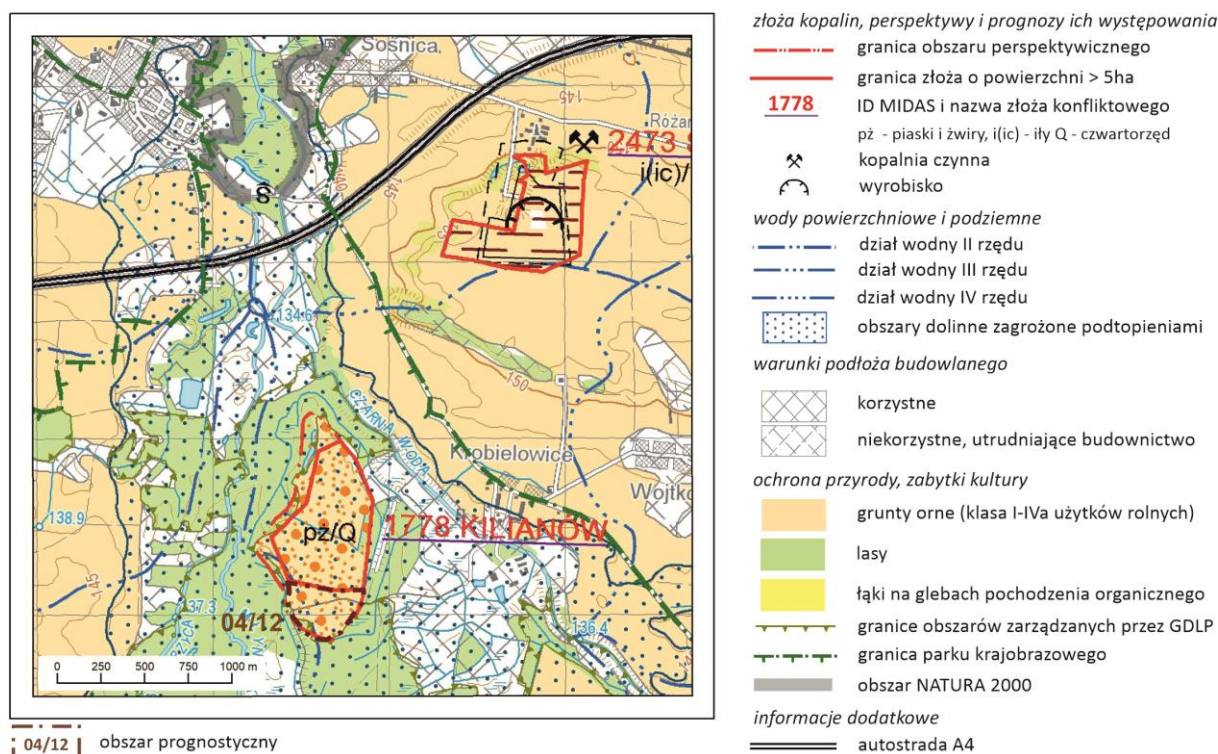 Sośnica
145
Różan
2473 S
i(ic)/
S
140
145
165
134.6
150
CZARNA WODA
Krobielowice
Wojtko
138.9
pż/Q
1778 KILIANÓW
145
04/12
37.3
136.4
0 250 500 750 1000 m
04/12 obszar prognostyczny
złoża kopalin, perspektywy i prognozy ich występowania
granica obszaru perspektywicznego
granica złoża o powierzchni > 5ha
1778 ID MIDAS i nazwa złoża konfliktowego
pż - piaski i żwiry, i(ic) - iły Q - czwartorzęd
kopalnia czynna
wyrobisko
wody powierzchniowe i podziemne
dział wodny II rzędu
dział wodny III rzędu
dział wodny IV rzędu
obszary dolinne zagrożone podtopieniami
warunki podłoża budowlanego
korzystne
niekorzystne, utrudniające budownictwo
ochrona przyrody, zabytki kultury
grunty orne (klasa I-IVa użytków rolnych)
lasy
łąki na glebach pochodzenia organicznego
granice obszarów zarządzanych przez GDLP
granica parku krajobrazowego
obszar NATURA 2000
informacje dodatkowe
autostrada A4